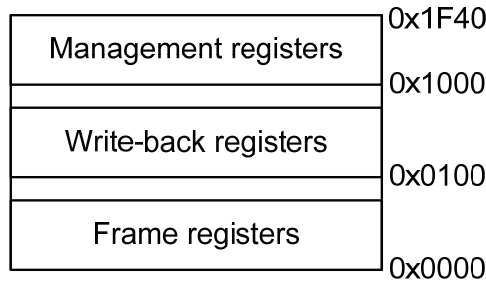 0x1F40
Management registers
0x1000
Write-back registers
0x0100
Frame registers
0x0000